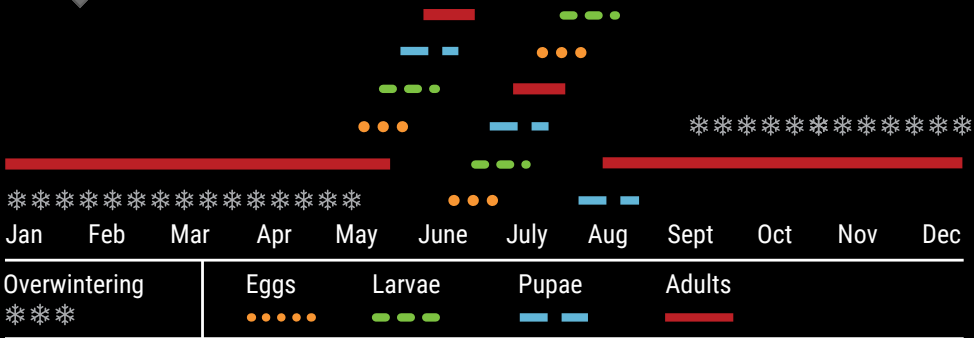 Jan Feb Mar Apr May June July Aug Sept Oct Nov Dec
Overwintering Eggs Larvae Pupae Adults